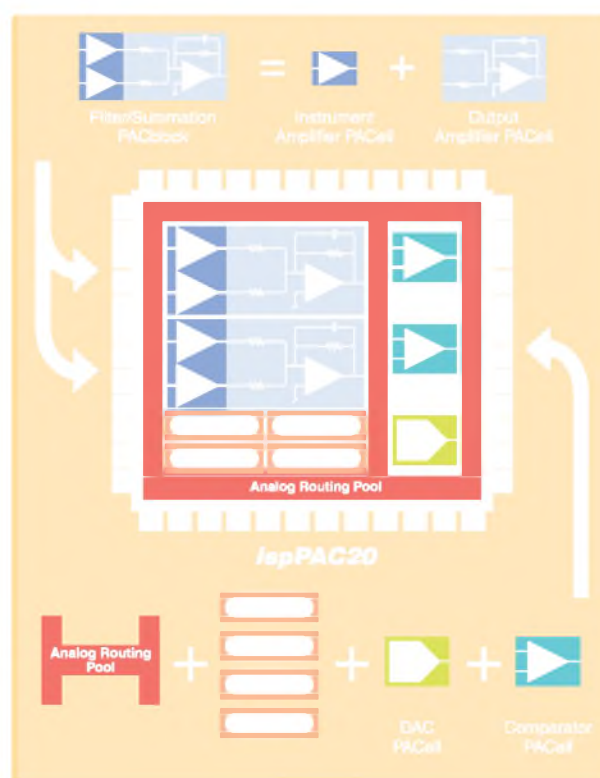 Filter/Summation
PACblock
=
Instrument
Amplifier PACell
+
Output
Amplifier PACell
Analog Routing Pool
ispPAC20
Analog Routing
Pool
+
+
+
DAC
PACell
Comparator
PACell